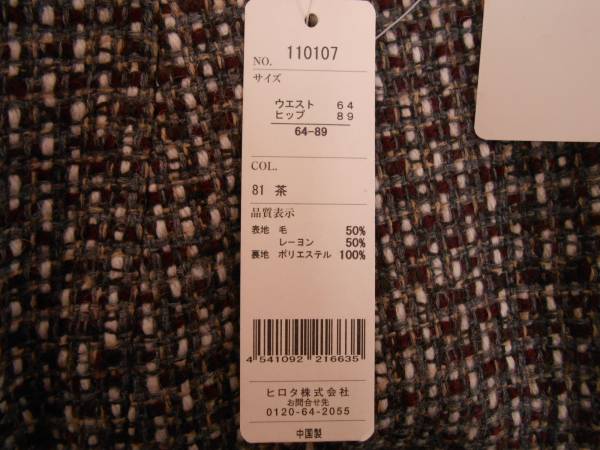 NO. 110107
サイズ
ウエスト 64
ヒップ 89
64-89
COL.
81 茶
品質表示
表地 毛 50%
レーヨン 50%
裏地 ポリエステル 100%
4 541092 216635
ヒロタ株式会社
お問合せ先
0120-64-2055
中国製